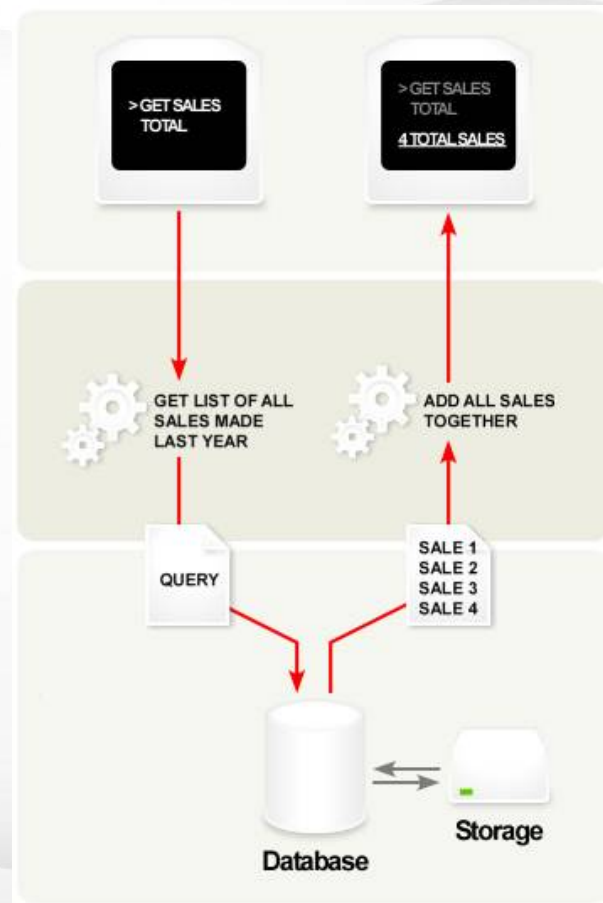 > GET SALES
TOTAL
> GET SALES
TOTAL
4 TOTAL SALES
GET LIST OF ALL
SALES MADE
LAST YEAR
ADD ALL SALES
TOGETHER
QUERY
SALE 1
SALE 2
SALE 3
SALE 4
Database
Storage